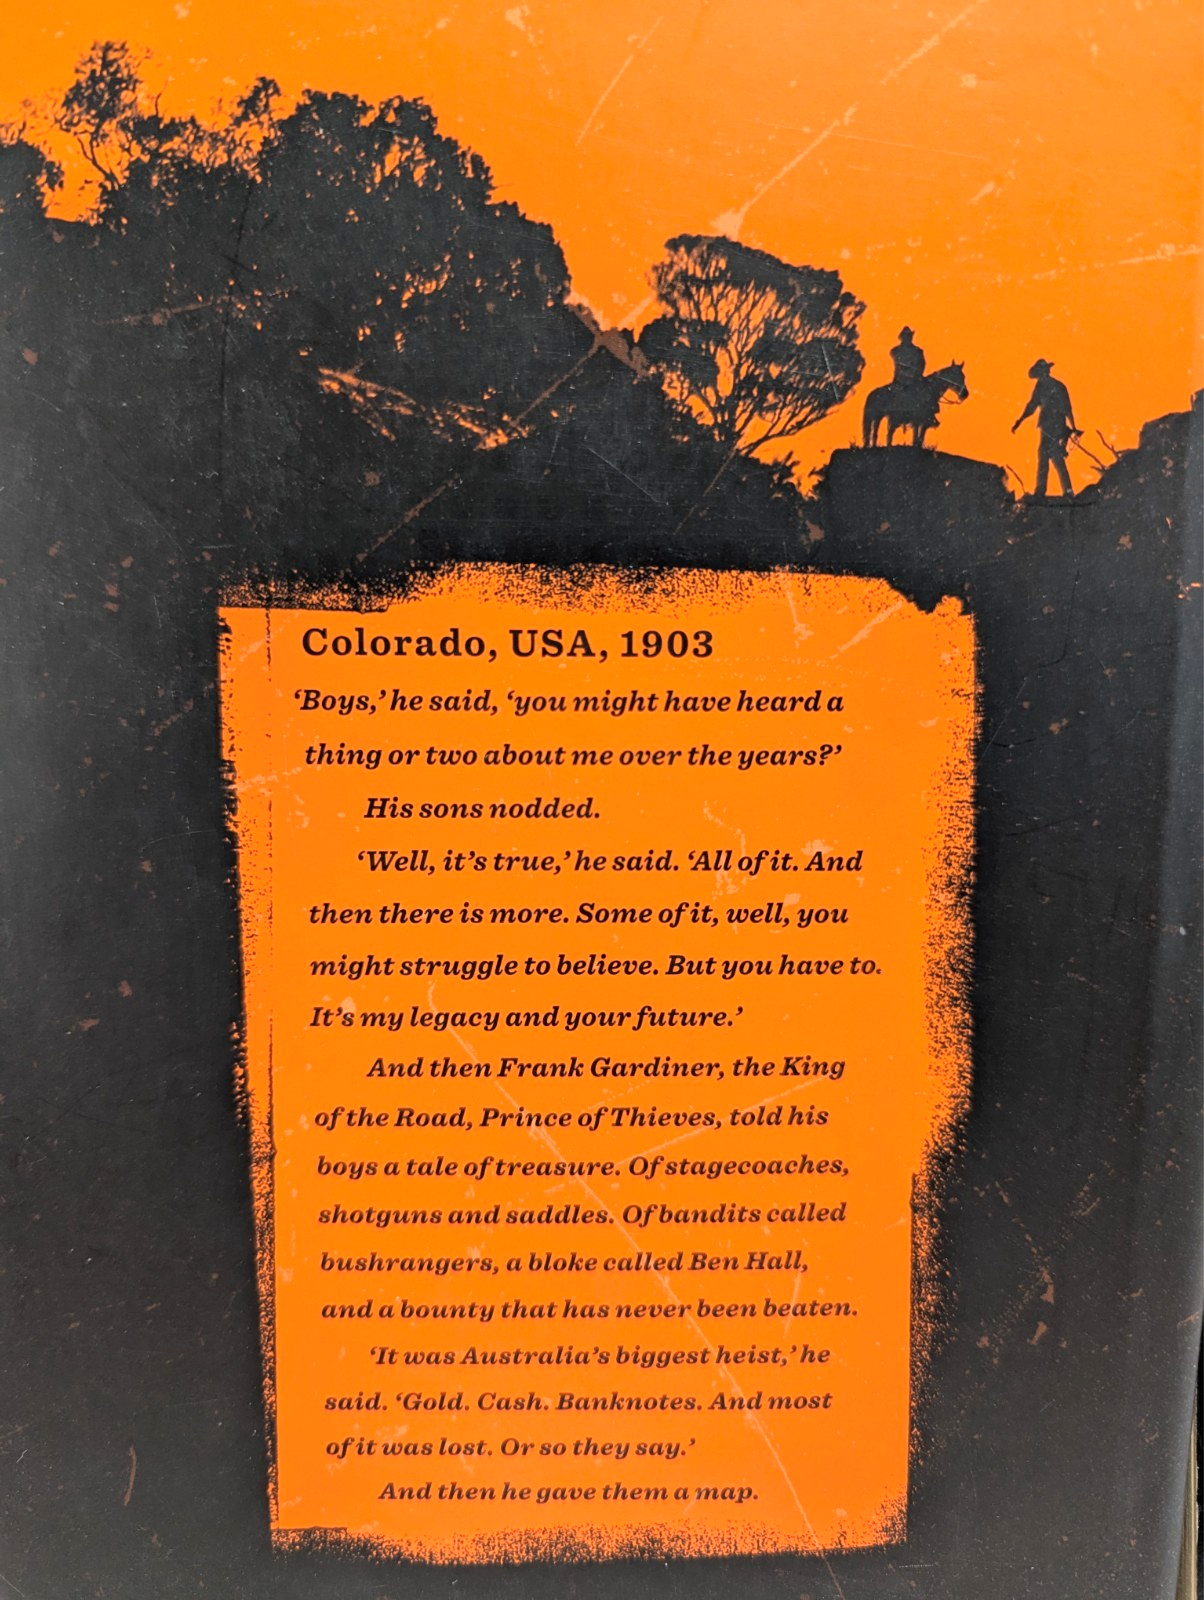 Colorado, USA, 1903
‘Boys,’ he said, ‘you might have heard a
thing or two about me over the years?’
His sons nodded.
‘Well, it’s true,’ he said. ‘All of it. And
then there is more. Some of it, well, you
might struggle to believe. But you have to.
It’s my legacy and your future.’
And then Frank Gardiner, the King
of the Road, Prince of Thieves, told his
boys a tale of treasure. Of stagecoaches,
shotguns and saddles. Of bandits called
bushrangers, a bloke called Ben Hall,
and a bounty that has never been beaten.
‘It was Australia’s biggest heist,’ he
said. ‘Gold. Cash. Banknotes. And most
of it was lost. Or so they say.’
And then he gave them a map.